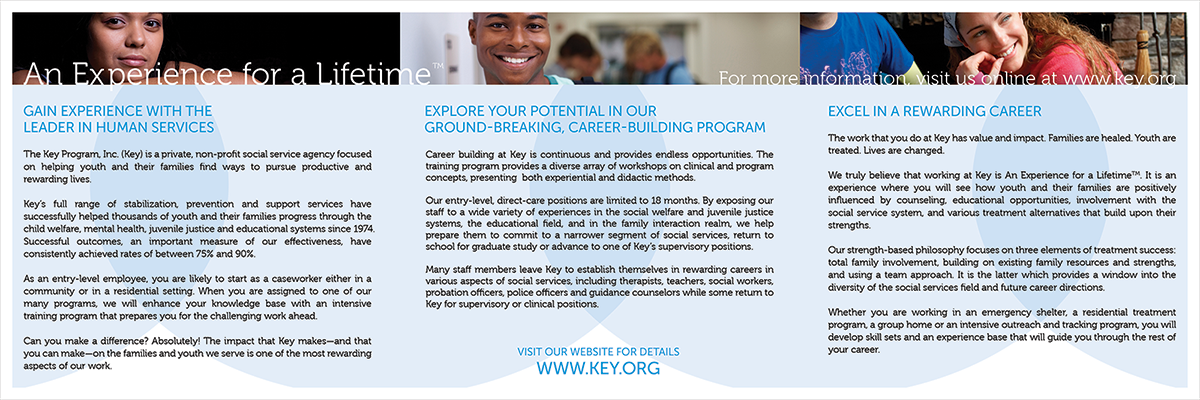 An Experience for a Lifetime™
For more information, visit us online at www.key.org
GAIN EXPERIENCE WITH THE
LEADER IN HUMAN SERVICES
The Key Program, Inc. (Key) is a private, non-profit social service agency focused
on helping youth and their families find ways to pursue productive and
rewarding lives.
Key's full range of stabilization, prevention and support services have
successfully helped thousands of youth and their families progress through the
child welfare, mental health, juvenile justice and educational systems since 1974.
Successful outcomes, an important measure of our effectiveness, have
consistently achieved rates of between 75% and 90%.
As an entry-level employee, you are likely to start as a caseworker either in a
community or in a residential setting. When you are assigned to one of our
many programs, we will enhance your knowledge base with an intensive
training program that prepares you for the challenging work ahead.
Can you make a difference? Absolutely! The impact that Key makes—and that
you can make—on the families and youth we serve is one of the most rewarding
aspects of our work.
EXPLORE YOUR POTENTIAL IN OUR
GROUND-BREAKING, CAREER-BUILDING PROGRAM
Career building at Key is continuous and provides endless opportunities. The
training program provides a diverse array of workshops on clinical and program
concepts, presenting both experiential and didactic methods.
Our entry-level, direct-care positions are limited to 18 months. By exposing our
staff to a wide variety of experiences in the social welfare and juvenile justice
systems, the educational field, and in the family interaction realm, we help
prepare them to commit to a narrower segment of social services, return to
school for graduate study or advance to one of Key's supervisory positions.
Many staff members leave Key to establish themselves in rewarding careers in
various aspects of social services, including therapists, teachers, social workers,
probation officers, police officers and guidance counselors while some return to
Key for supervisory or clinical positions.
VISIT OUR WEBSITE FOR DETAILS
WWW.KEY.ORG
EXCEL IN A REWARDING CAREER
The work that you do at Key has value and impact. Families are healed. Youth are
treated. Lives are changed.
We truly believe that working at Key is An Experience for a Lifetime™. It is an
experience where you will see how youth and their families are positively
influenced by counseling, educational opportunities, involvement with the
social service system, and various treatment alternatives that build upon their
strengths.
Our strength-based philosophy focuses on three elements of treatment success:
total family involvement, building on existing family resources and strengths,
and using a team approach. It is the latter which provides a window into the
diversity of the social services field and future career directions.
Whether you are working in an emergency shelter, a residential treatment
program, a group home or an intensive outreach and tracking program, you will
develop skill sets and an experience base that will guide you through the rest of
your career.